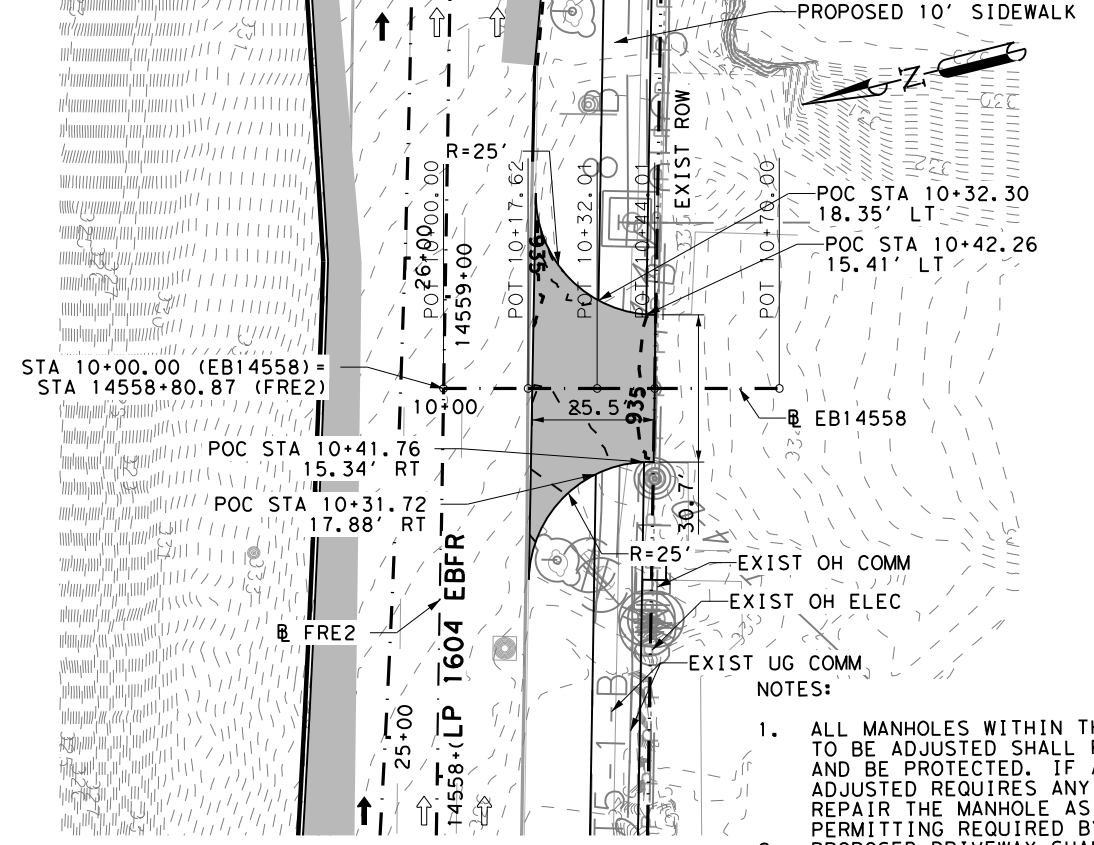 PROPOSED 10' SIDEWALK
N
EXIST ROW
R=25'
POT 10+00.00
POT 10+17.62
POT 10+32.01
POT 10+44.01
POT 10+70.00
26+00
14559+00
935
POC STA 10+32.30
18.35' LT
POC STA 10+42.26
15.41' LT
STA 10+00.00 (EB14558)=
STA 14558+80.87 (FRE2)
10+00
25.5'
935
BL EB14558
POC STA 10+41.76
15.34' RT
POC STA 10+31.72
17.88' RT
30.7'
R=25'
EXIST OH COMM
EXIST OH ELEC
BL FRE2
LP 1604 EBFR
EXIST UG COMM
25+00
14558+
NOTES:
1. ALL MANHOLES WITHIN TH
TO BE ADJUSTED SHALL
AND BE PROTECTED. IF A
ADJUSTED REQUIRES ANY
REPAIR THE MANHOLE AS
PERMITTING REQUIRED BY
PROPOSED DRIVEWAY SHA